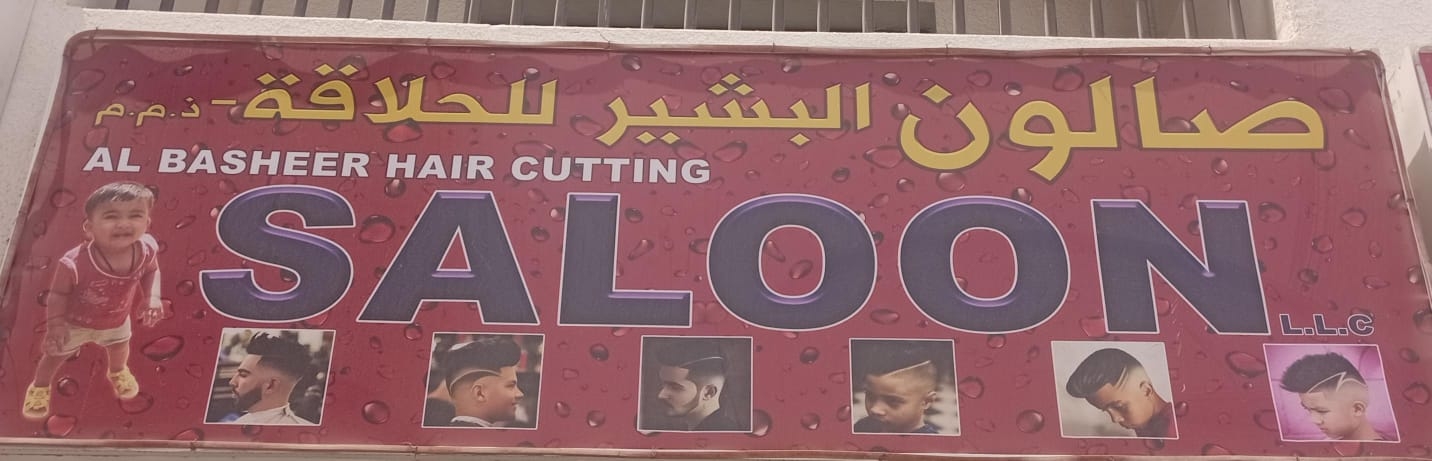 صالون البشير للحلاقة - ذ.م.م
AL BASHEER HAIR CUTTING
SALOON L.L.C